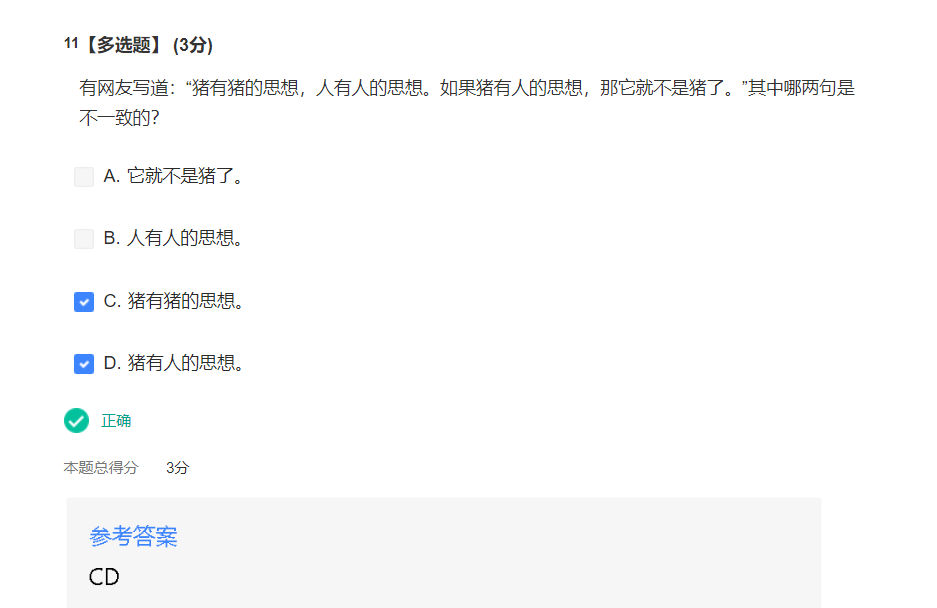 11【多选题】 (3分)
有网友写道：“猪有猪的思想，人有人的思想。如果猪有人的思想，那它就不是猪了。”其中哪两句是
不一致的？
A. 它就不是猪了。
B. 人有人的思想。
C. 猪有猪的思想。
D. 猪有人的思想。
正确
本题总得分 3分
参考答案
CD